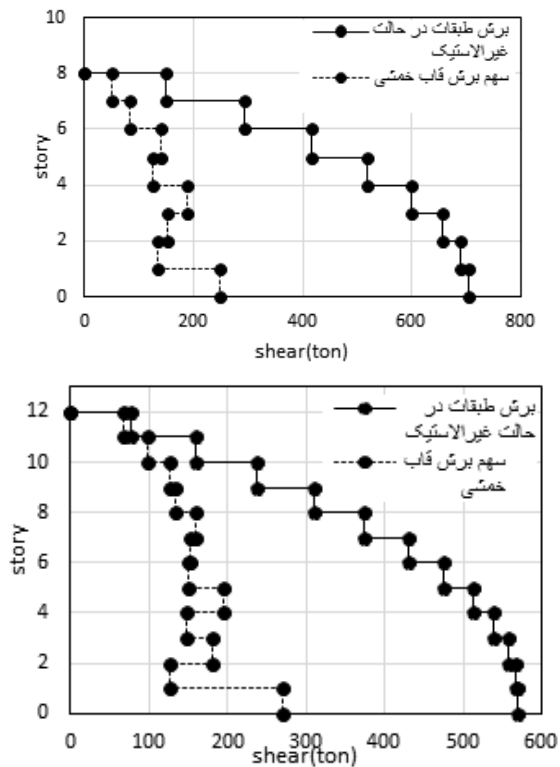 10
8
6
4
2
0
story
برش طبقات در حالت
غیرالاستیک
سهم برش قاب خمشی
0
200
400
600
800
shear(ton)
12
10
8
6
4
2
0
story
برش طبقات در
حالت غیرالاستیک
سهم برش قاب
خمشی
0
100
200
300
400
500
600
shear(ton)